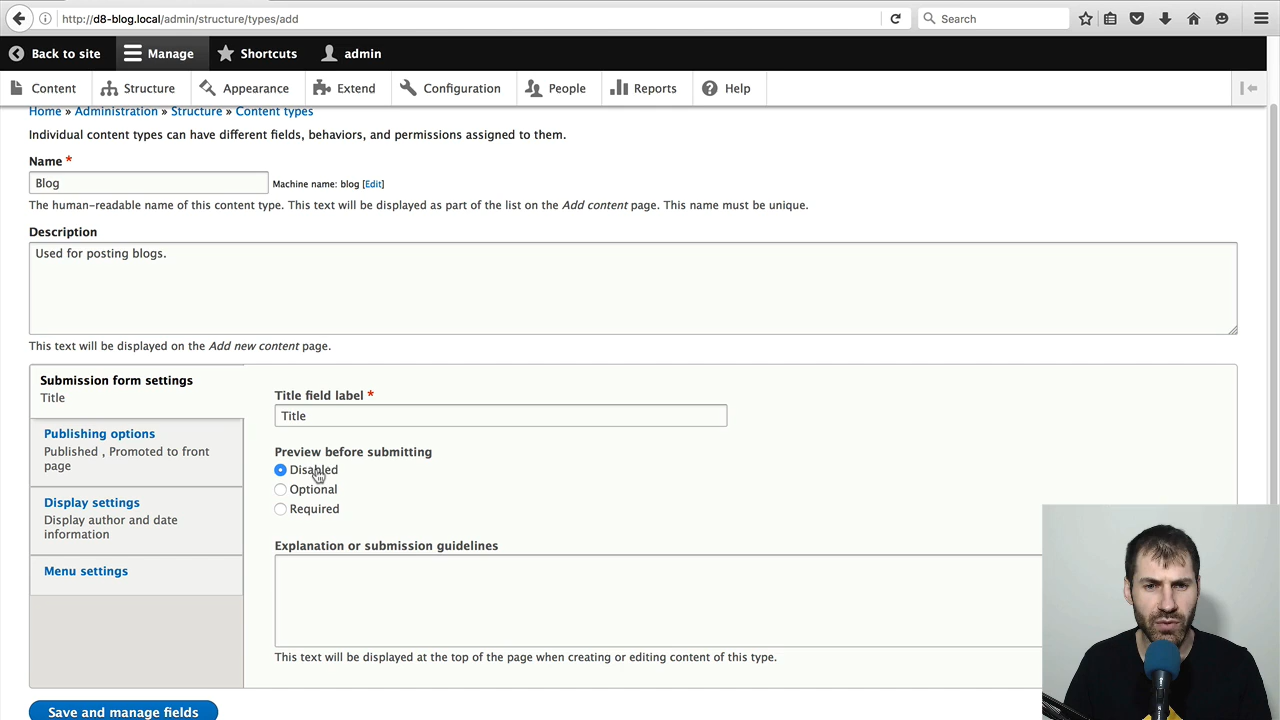 http://d8-blog.local/admin/structure/types/add
Search
Back to site
Manage
Shortcuts
admin
Content
Structure
Appearance
Extend
Configuration
People
Reports
Help
Home » Administration » Structure » Content types
Individual content types can have different fields, behaviors, and permissions assigned to them.
Name *
Blog
Machine name: blog [Edit]
The human-readable name of this content type. This text will be displayed as part of the list on the Add content page. This name must be unique.
Description
Used for posting blogs.
This text will be displayed on the Add new content page.
Submission form settings
Title
Publishing options
Published , Promoted to front
page
Display settings
Display author and date
information
Menu settings
Title field label *
Title
Preview before submitting
Disabled
Optional
Required
Explanation or submission guidelines
This text will be displayed at the top of the page when creating or editing content of this type.
Save and manage fields